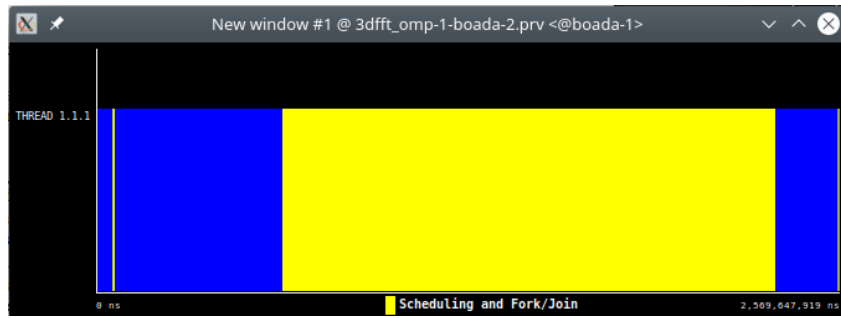 New window #1 @ 3dfft_omp-1-boada-2.prv <@boada-1>
THREAD 1.1.1
0 ns
Scheduling and Fork/Join
2,569,647,919 ns